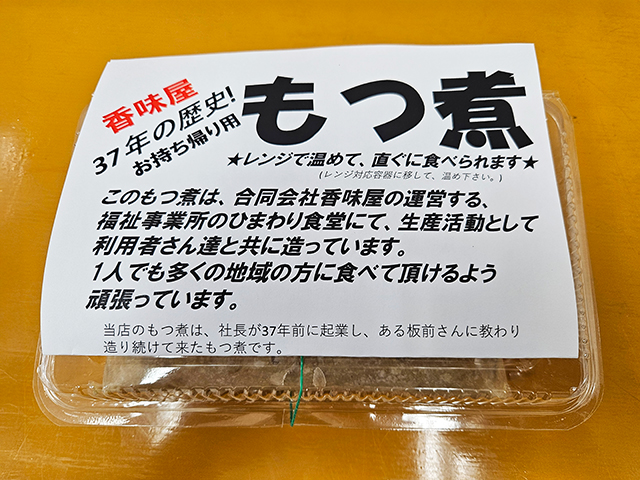 香味屋
37年の歴史!
お持ち帰り用
もつ煮
★レンジで温めて、直ぐに食べられます★
(レンジ対応容器に移して、温め下さい。)
このもつ煮は、合同会社香味屋の運営する、
福祉事業所のひまわり食堂にて、生産活動として
利用者さん達と共に造っています。
1人でも多くの地域の方に食べて頂けるよう
頑張っています。
当店のもつ煮は、社長が37年前に起業し、ある板前さんに教わり
造り続けて来たもつ煮です。